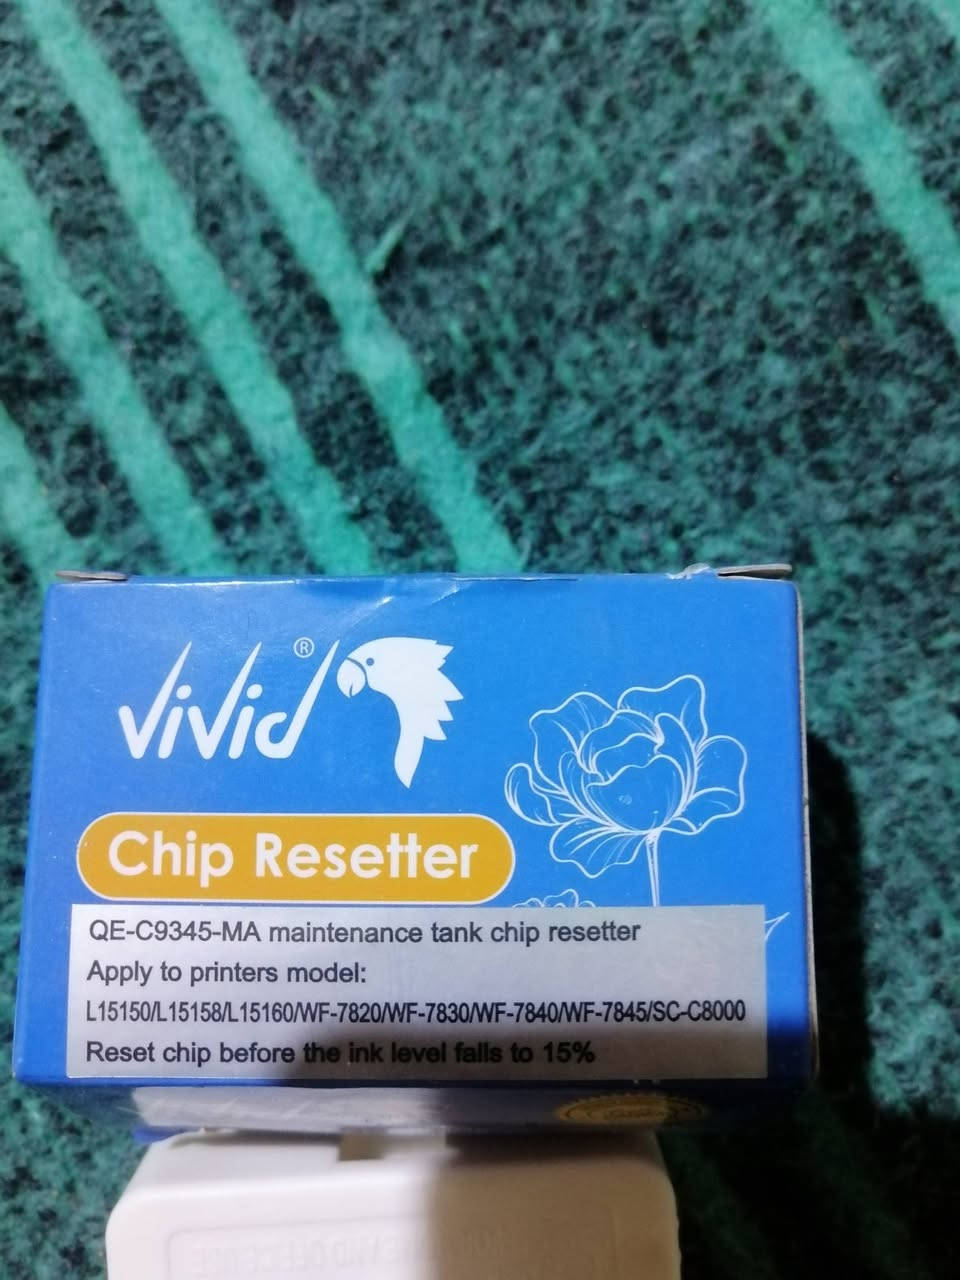 ViVid®
Chip Resetter
QE-C9345-MA maintenance tank chip resetter
Apply to printers model:
L15150/L15158/L15160/WF-7820/WF-7830/WF-7840/WF-7845/SC-C8000
Reset chip before the ink level falls to 15%